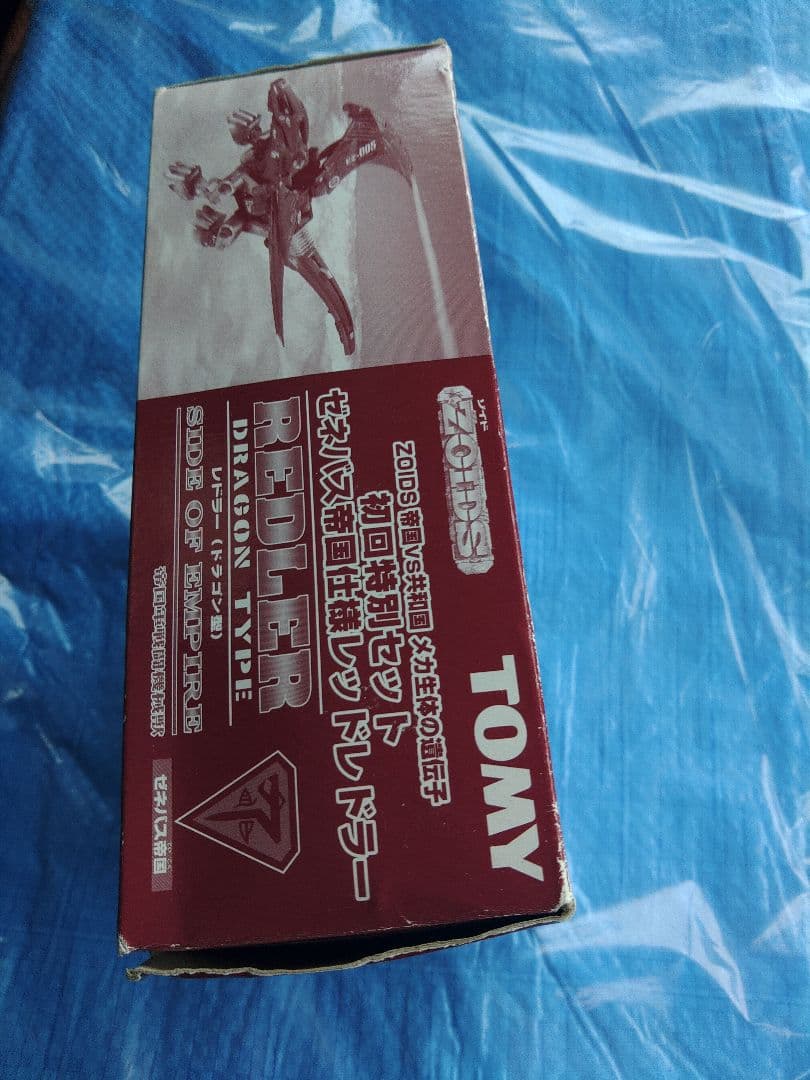 TOMY
ゾイド
ZOIDS
ZOIDS 帝国VS共和国 メカ生体の遺伝子
初回特別セット
ゼネバス帝国仕様レッドレドラー
REDLER
DRAGON TYPE
レドラー（ドラゴン型）
SIDE OF EMPIRE
ゼネバス帝国